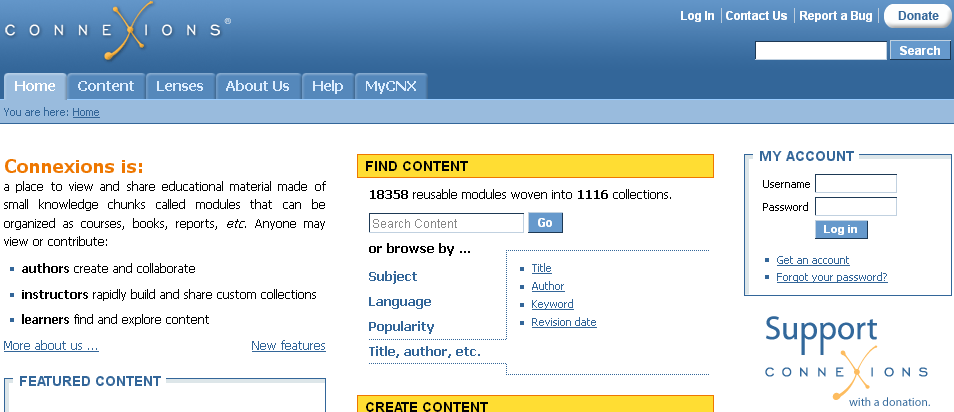 CONNEXIONS®
Log In | Contact Us | Report a Bug | Donate
Search
Home Content Lenses About Us Help MyCNX
You are here: Home
Connexions is:
a place to view and share educational material made of
small knowledge chunks called modules that can be
organized as courses, books, reports, etc. Anyone may
view or contribute:
authors create and collaborate
instructors rapidly build and share custom collections
learners find and explore content
More about us ... New features
FEATURED CONTENT
FIND CONTENT
18358 reusable modules woven into 1116 collections.
Search Content Go
or browse by ...
Subject
Language
Popularity
Title, author, etc.
Title
Author
Keyword
Revision date
CREATE CONTENT
MY ACCOUNT
Username
Password
Log in
Get an account
Forgot your password?
Support
CONNEXIONS
with a donation.